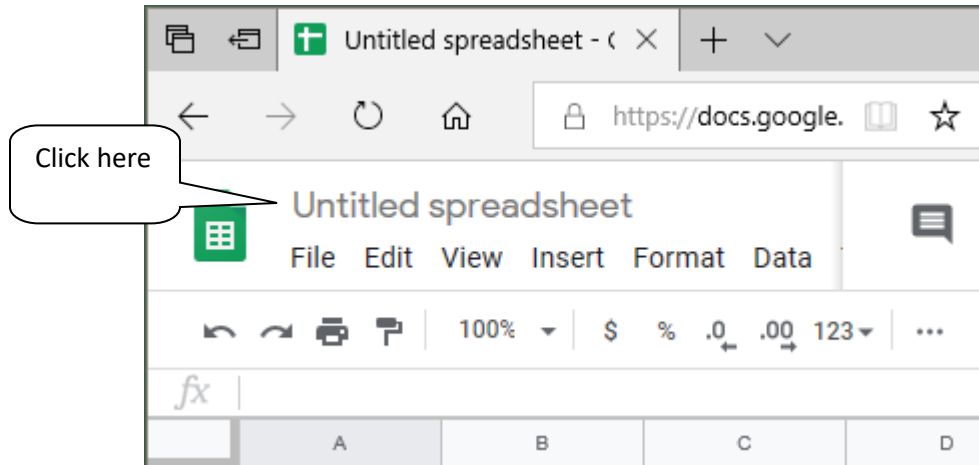 Untitled spreadsheet - (
https://docs.google.
Click here
Untitled spreadsheet
File Edit View Insert Format Data
100% $ % .0 .00 123
fx
A B C D